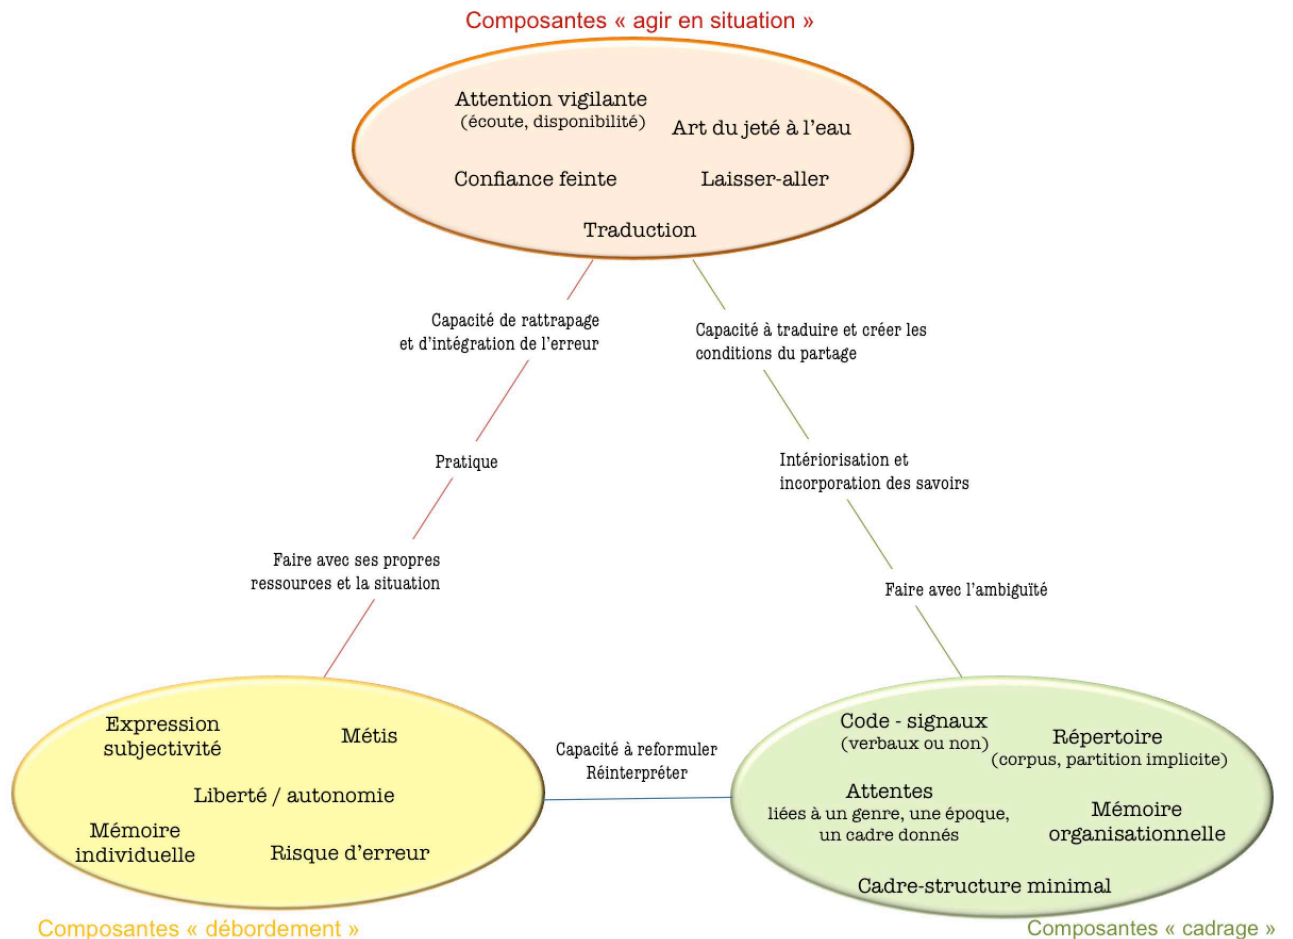 Composantes « agir en situation »
Attention vigilante
(écoute, disponibilité)
Art du jeté à l'eau
Confiance feinte
Laisser-aller
Traduction
Capacité de rattrapage
et d'intégration de l'erreur
Capacité à traduire et créer les
conditions du partage
Pratique
Intériorisation et
incorporation des savoirs
Faire avec ses propres
ressources et la situation
Faire avec l'ambiguïté
Expression
subjectivité
Métis
Liberté / autonomie
Mémoire
individuelle
Risque d'erreur
Capacité à reformuler
Réinterpréter
Code - signaux
(verbaux ou non)
Répertoire
(corpus, partition implicite)
Attentes
liées à un genre, une époque,
un cadre donnés
Mémoire
organisationnelle
Cadre-structure minimal
Composantes « débordement »
Composantes « cadrage »